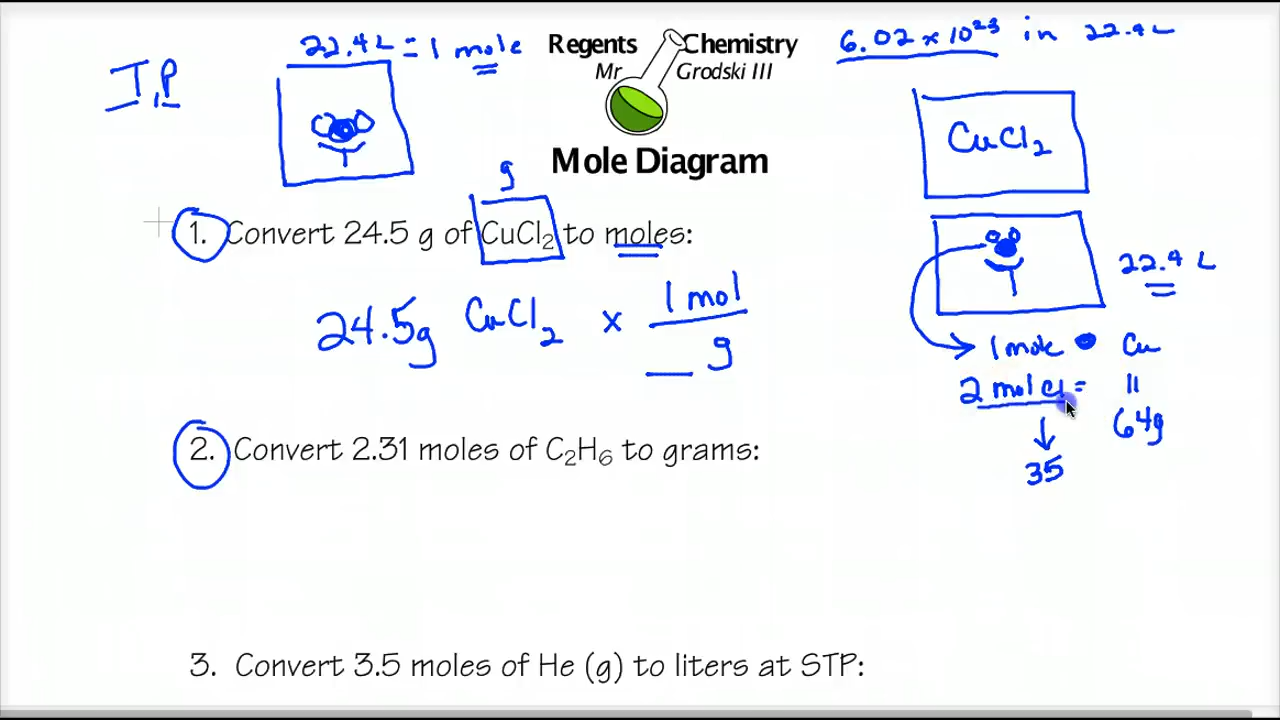 22.4 L = 1 mole
Regents Chemistry
Mr Grodski III
6.02 x 10²³ in 22.4 L
T, P
Mole Diagram
CuCl₂
g
1. Convert 24.5 g of CuCl₂ to moles:
22.4 L
24.5g CuCl₂ x 1 mol
g
1 mole Cu
2 mol Cl = 11
64g
35
2. Convert 2.31 moles of C₂H₆ to grams:
3. Convert 3.5 moles of He (g) to liters at STP: